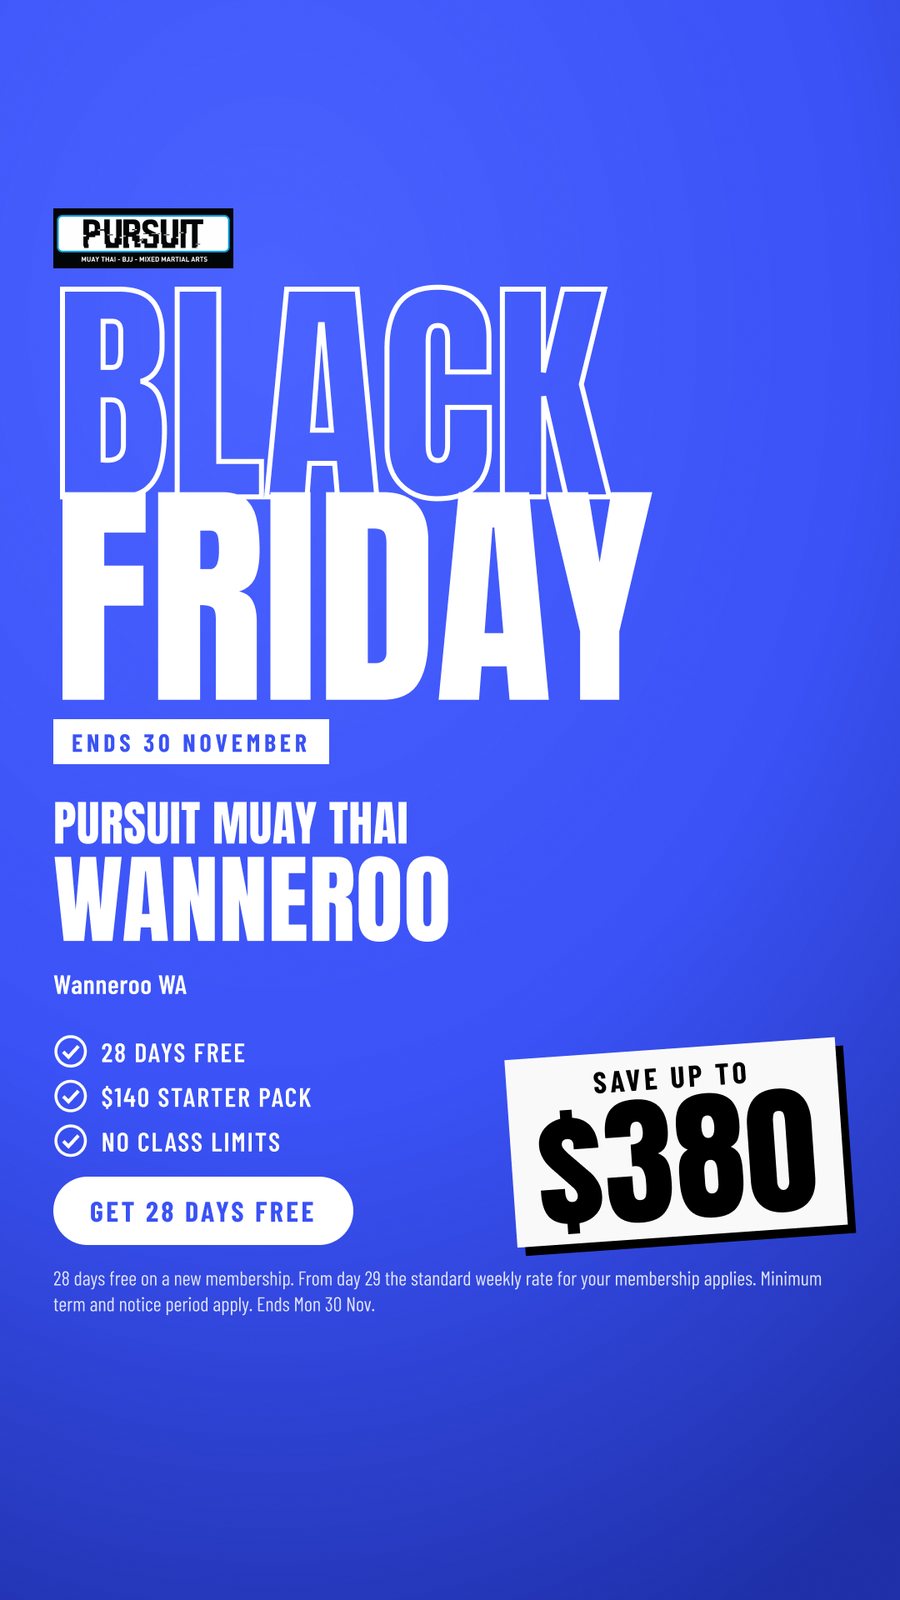 PURSUIT
MUAY THAI - BJJ - MIXED MARTIAL ARTS
BLACK
FRIDAY
ENDS 30 NOVEMBER
PURSUIT MUAY THAI
WANNEROO
Wanneroo WA
28 DAYS FREE
$140 STARTER PACK
NO CLASS LIMITS
GET 28 DAYS FREE
SAVE UP TO
$380
28 days free on a new membership. From day 29 the standard weekly rate for your membership applies. Minimum
term and notice period apply. Ends Mon 30 Nov.